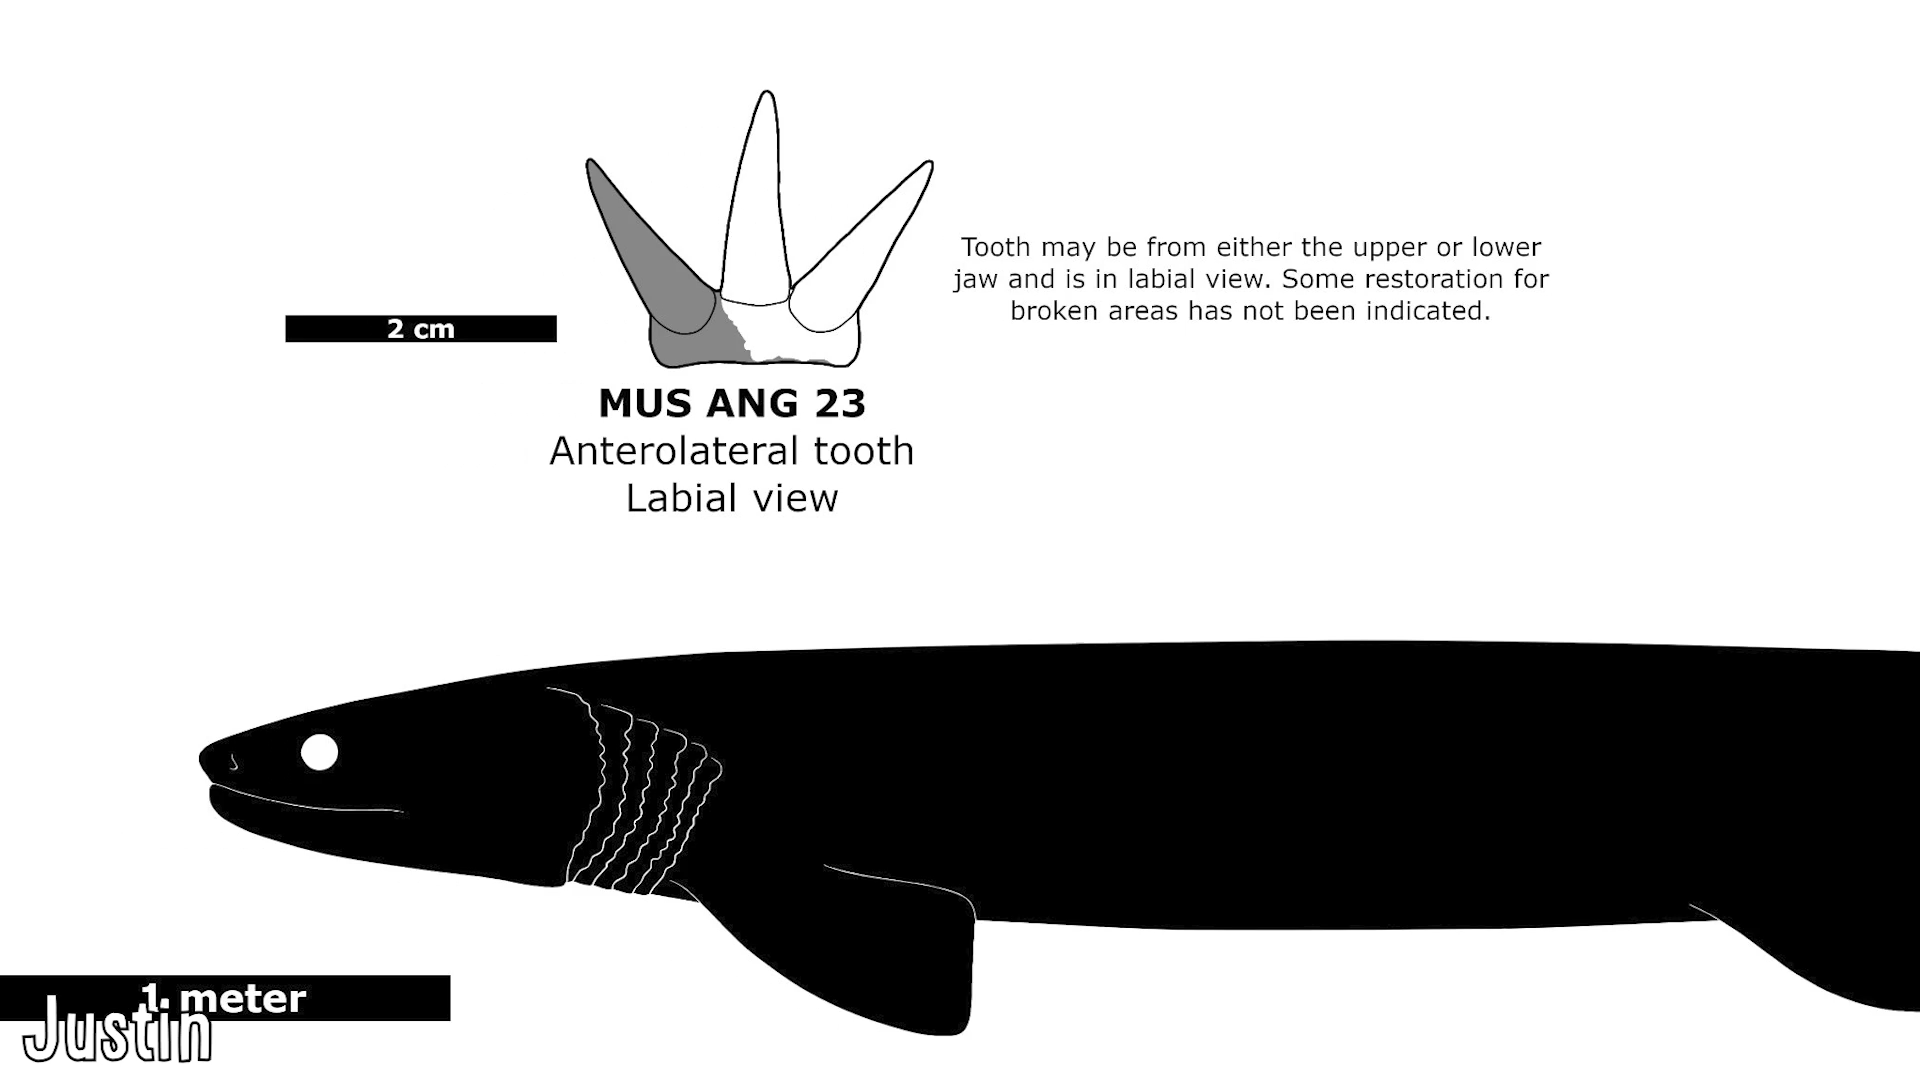 Tooth may be from either the upper or lower
jaw and is in labial view. Some restoration for
broken areas has not been indicated.
2 cm
MUS ANG 23
Anterolateral tooth
Labial view
1 meter
Justin